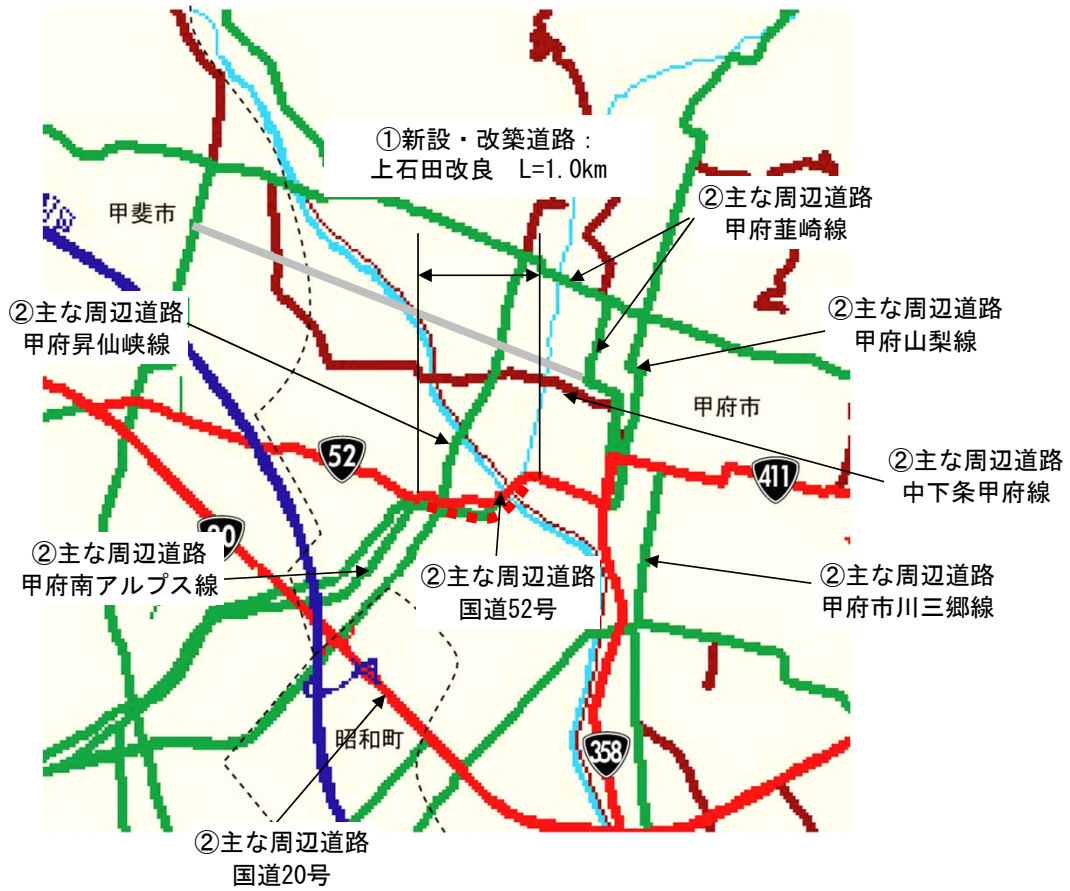 ①新設・改築道路：
上石田改良　L=1.0km
②主な周辺道路
甲府韮崎線
甲斐市
②主な周辺道路
甲府昇仙峡線
②主な周辺道路
甲府山梨線
甲府市
52
411
②主な周辺道路
中下条甲府線
20
②主な周辺道路
甲府南アルプス線
②主な周辺道路
国道52号
②主な周辺道路
甲府市川三郷線
昭和町
358
②主な周辺道路
国道20号